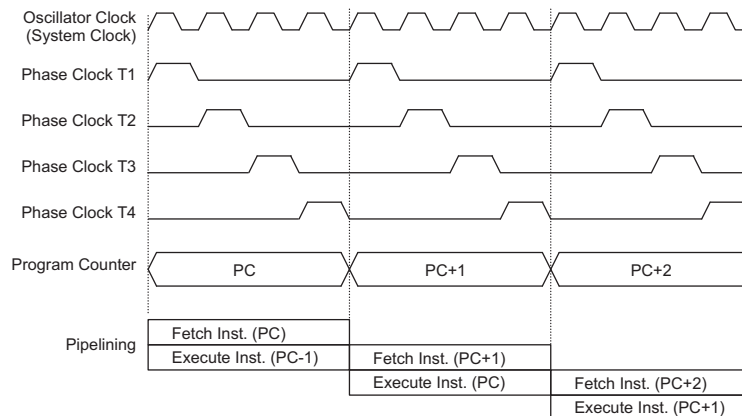 Oscillator Clock
(System Clock)
Phase Clock T1
Phase Clock T2
Phase Clock T3
Phase Clock T4
Program Counter
PC
PC+1
PC+2
Pipelining
Fetch Inst. (PC)
Execute Inst. (PC-1)
Fetch Inst. (PC+1)
Execute Inst. (PC)
Fetch Inst. (PC+2)
Execute Inst. (PC+1)